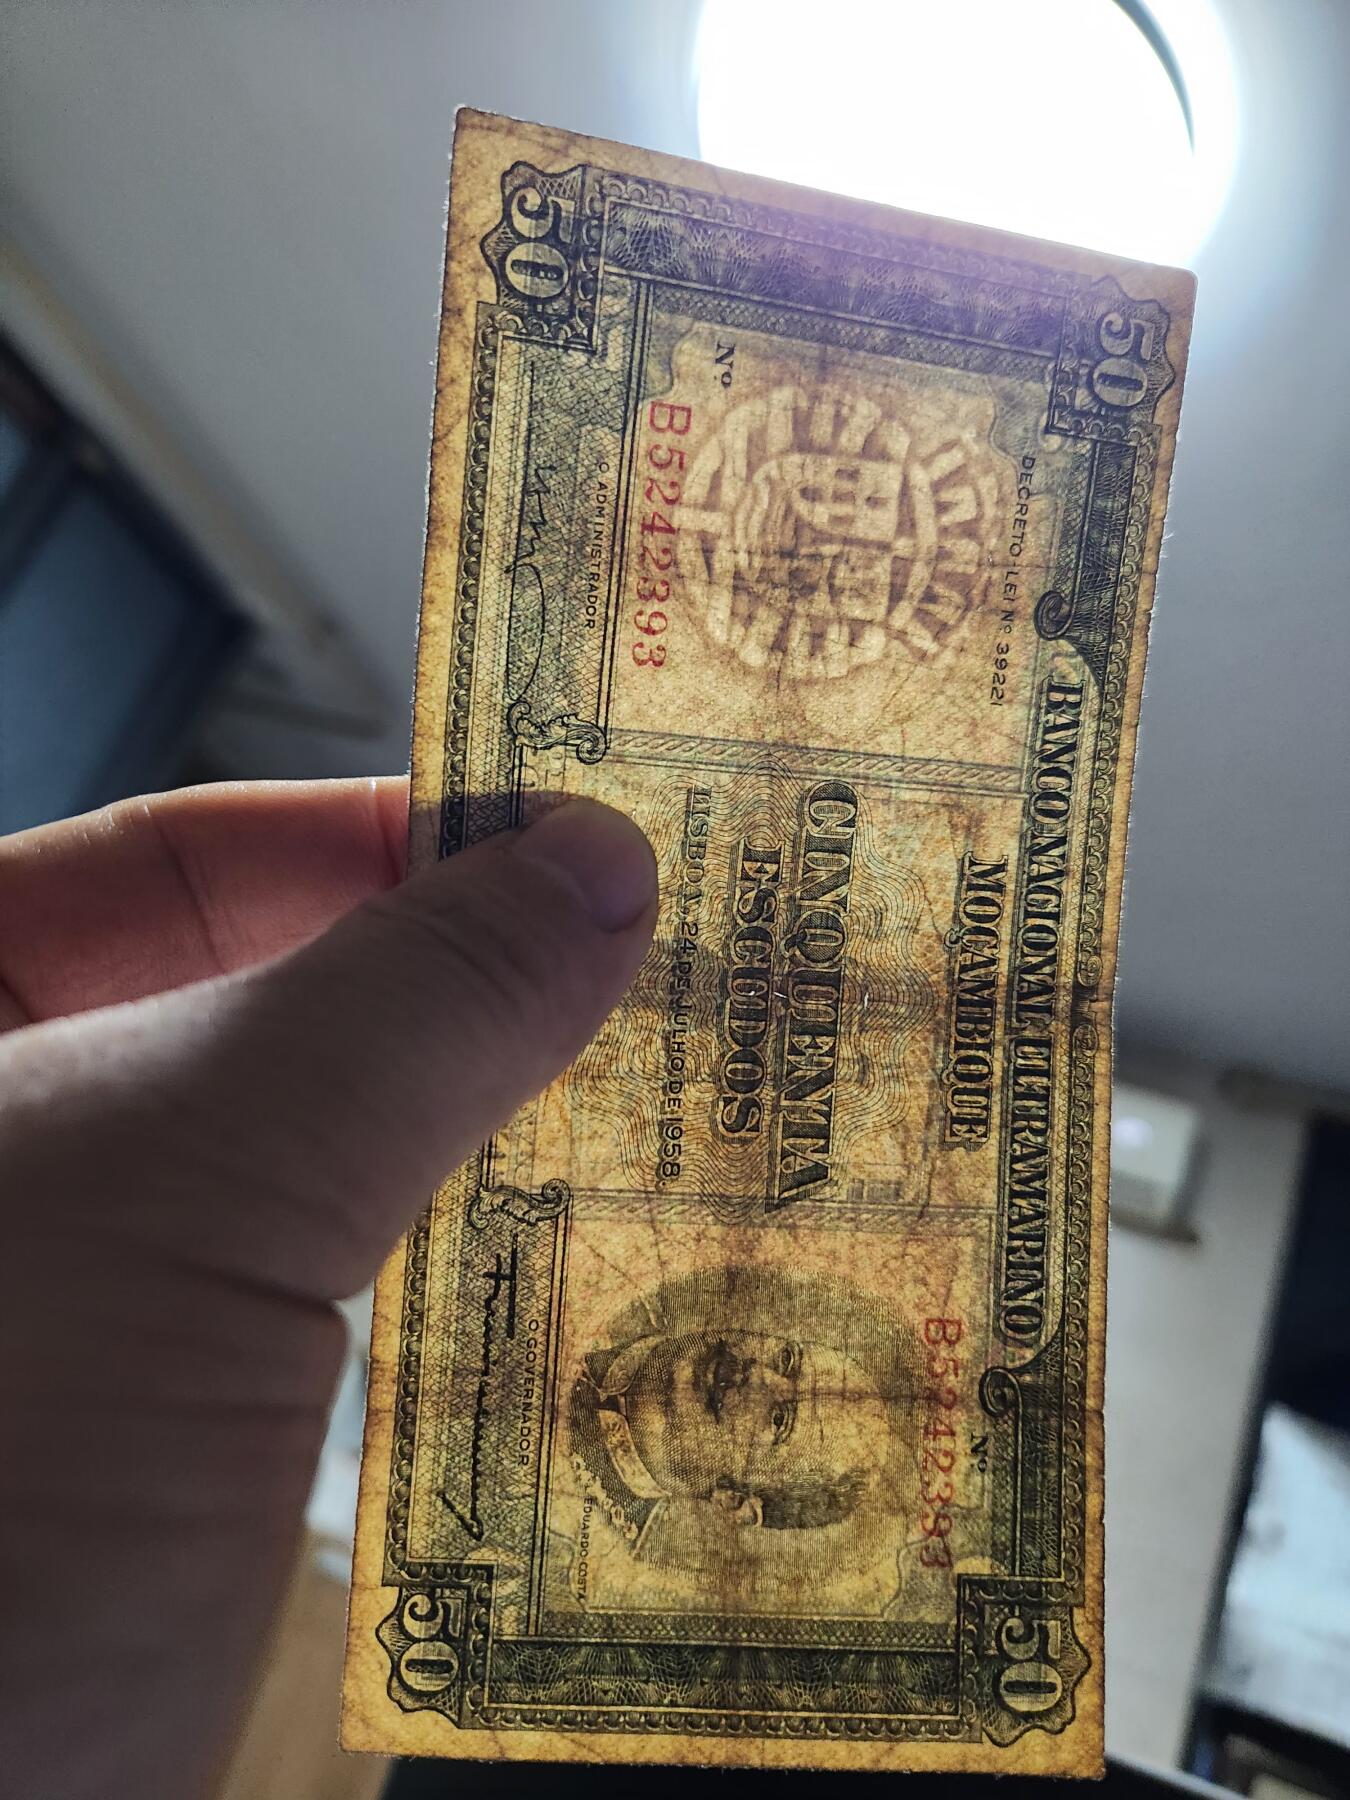 50
50
BANCO NACIONAL ULTRAMARINO
DECRETO LEI Nº 39221
MOÇAMBIQUE
Nº
B5242393
CINQUENTA
ESCUDOS
LISBOA, 24 DE JULHO DE 1958.
Nº
B5242393
O ADMINISTRADOR
EDUARDO COSTA
O GOVERNADOR
50
50